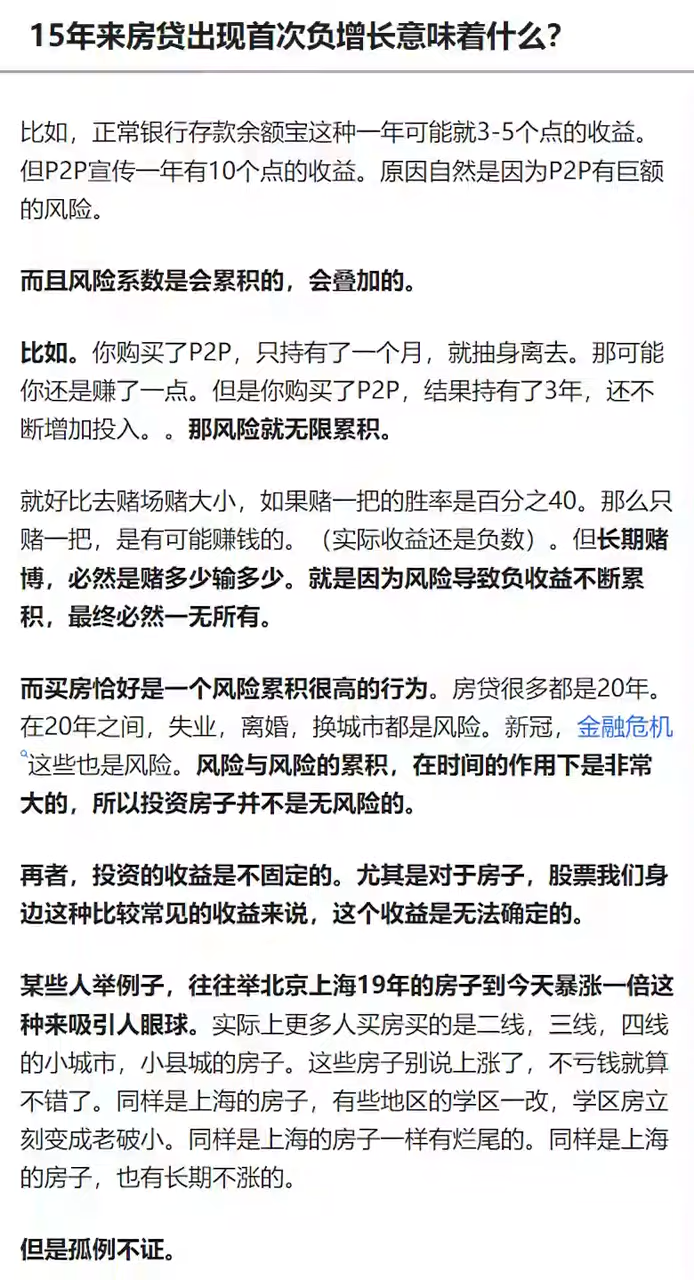 15年来房贷出现首次负增长意味着什么?
比如，正常银行存款余额宝这种一年可能就3-5个点的收益。
但P2P宣传一年有10个点的收益。原因自然是因为P2P有巨额
的风险。
而且风险系数是会累积的，会叠加的。
比如。你购买了P2P，只持有了一个月，就抽身离去。那可能
你还是赚了一点。但是你购买了P2P，结果持有了3年，还不
断增加投入。。那风险就无限累积。
就好比去赌场赌大小，如果赌一把的胜率是百分之40。那么只
赌一把，是有可能赚钱的。（实际收益还是负数）。但长期赌
博，必然是赌多少输多少。就是因为风险导致负收益不断累
积，最终必然一无所有。
而买房恰好是一个风险累积很高的行为。房贷很多都是20年。
在20年之间，失业，离婚，换城市都是风险。新冠，金融危机
这些也是风险。风险与风险的累积，在时间的作用下是非常
大的，所以投资房子并不是无风险的。
再者，投资的收益是不固定的。尤其是对于房子，股票我们身
边这种比较常见的收益来说，这个收益是无法确定的。
某些人举例子，往往举北京上海19年的房子到今天暴涨一倍这
种来吸引人眼球。实际上更多人买房买的是二线，三线，四线
的小城市，小县城的房子。这些房子别说上涨了，不亏钱就算
不错了。同样是上海的房子，有些地区的学区一改，学区房立
刻变成老破小。同样是上海的房子一样有烂尾的。同样是上海
的房子，也有长期不涨的。
但是孤例不证。